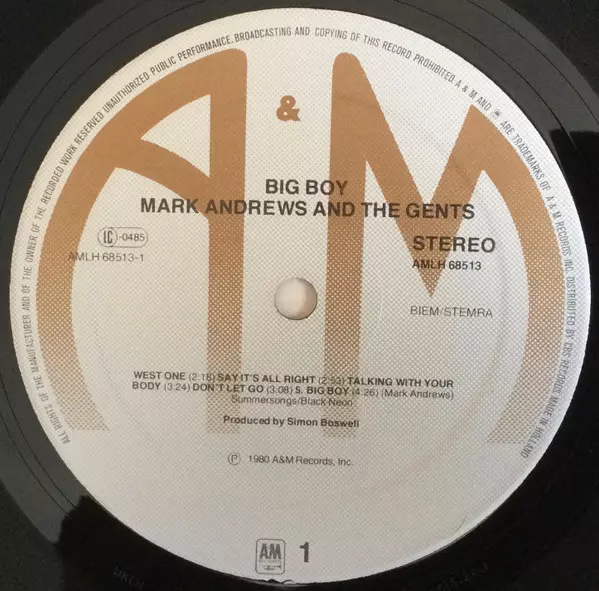 ALL RIGHTS OF THE MANUFACTURER AND OF THE OWNER OF THE RECORDED WORK RESERVED UNAUTHORIZED PUBLIC PERFORMANCE, BROADCASTING AND COPYING OF THIS RECORD PROHIBITED A & M AND ARE TRADEMARKS OF A & M RECORDS INC. DISTRIBUTED BY CBS RECORDS MADE IN HOLLAND
A & M
BIG BOY
MARK ANDREWS AND THE GENTS
LC-0485
STEREO
AMLH 68513-1
AMLH 68513
BIEM/STEMRA
WEST ONE (2:18) SAY IT'S ALL RIGHT (2:53) TALKING WITH YOUR
BODY (3:24) DON'T LET GO (3:08) 5. BIG BOY (4:26) (Mark Andrews)
Summersongs/Black Neon
Produced by Simon Boswell
Ⓟ 1980 A&M Records, Inc.
AM
RECORDS
1